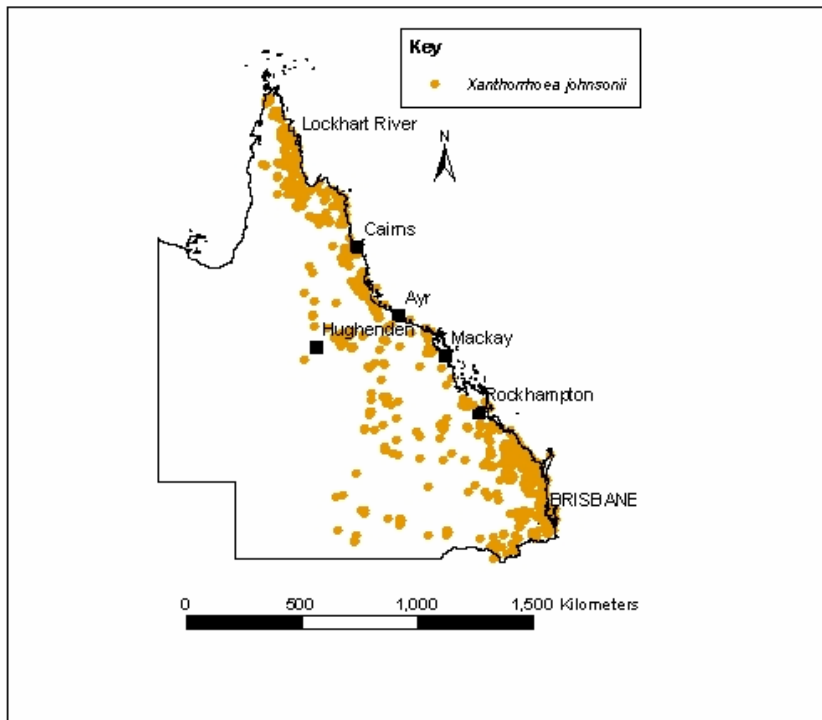 Key
Xanthorrhoea johnsonii
Lockhart River
N
Cairns
Ayr
Hughenden
Mackay
Rockhampton
BRISBANE
0 500 1,000 1,500 Kilometers